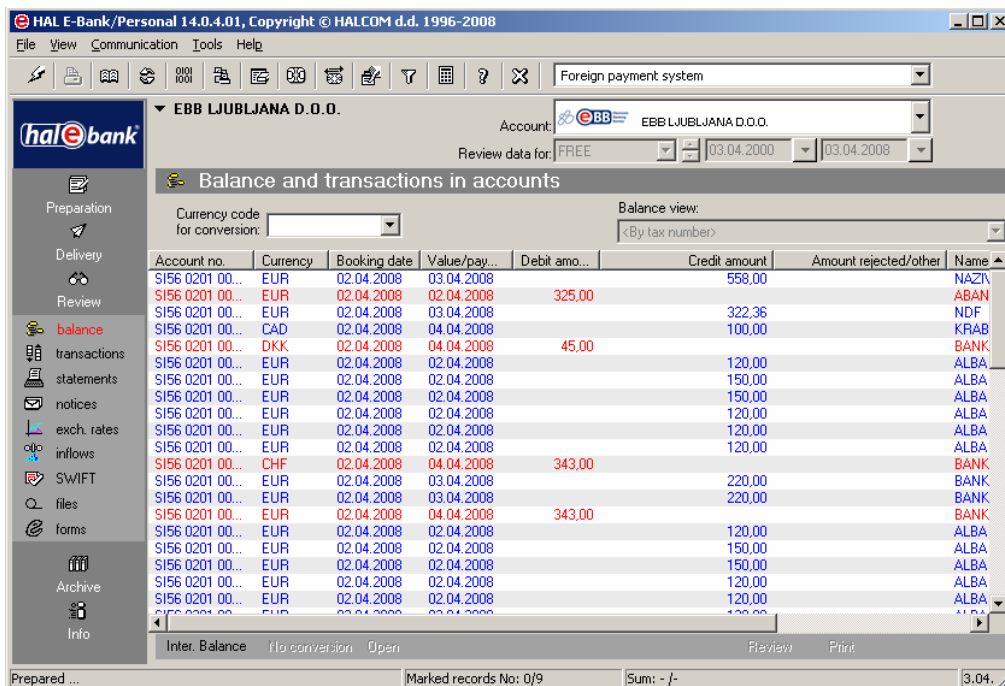 HAL E-Bank/Personal 14.0.4.01, Copyright © HALCOM d.d. 1996-2008
File View Communication Tools Help
Foreign payment system
hal e bank
EBB LJUBLJANA D.O.O.
Account: eBB EBB LJUBLJANA D.O.O.
Review data for: FREE 03.04.2000 03.04.2008
Balance and transactions in accounts
Currency code
for conversion:
Balance view:
<By tax number>
Preparation
Delivery
Review
balance
transactions
statements
notices
exch. rates
inflows
SWIFT
files
forms
Archive
Info
Account no. Currency Booking date Value/pay... Debit amo... Credit amount Amount rejected/other Name
SI56 0201 00... EUR 02.04.2008 03.04.2008 558,00 NAZIV
SI56 0201 00... EUR 02.04.2008 02.04.2008 325,00 ABAN
SI56 0201 00... EUR 02.04.2008 03.04.2008 322,36 NDF
SI56 0201 00... CAD 02.04.2008 04.04.2008 100,00 KRAB
SI56 0201 00... DKK 02.04.2008 04.04.2008 45,00 BANK
SI56 0201 00... EUR 02.04.2008 02.04.2008 120,00 ALBA
SI56 0201 00... EUR 02.04.2008 02.04.2008 150,00 ALBA
SI56 0201 00... EUR 02.04.2008 02.04.2008 150,00 ALBA
SI56 0201 00... EUR 02.04.2008 02.04.2008 120,00 ALBA
SI56 0201 00... EUR 02.04.2008 02.04.2008 120,00 ALBA
SI56 0201 00... EUR 02.04.2008 02.04.2008 120,00 ALBA
SI56 0201 00... CHF 02.04.2008 04.04.2008 343,00 BANK
SI56 0201 00... EUR 02.04.2008 03.04.2008 220,00 BANK
SI56 0201 00... EUR 02.04.2008 03.04.2008 220,00 BANK
SI56 0201 00... EUR 02.04.2008 04.04.2008 343,00 BANK
SI56 0201 00... EUR 02.04.2008 02.04.2008 120,00 ALBA
SI56 0201 00... EUR 02.04.2008 02.04.2008 150,00 ALBA
SI56 0201 00... EUR 02.04.2008 02.04.2008 150,00 ALBA
SI56 0201 00... EUR 02.04.2008 02.04.2008 120,00 ALBA
SI56 0201 00... EUR 02.04.2008 02.04.2008 120,00 ALBA
Inter. Balance No conversion Open Review Print
Prepared ... Marked records No: 0/9 Sum: - /- 3.04.